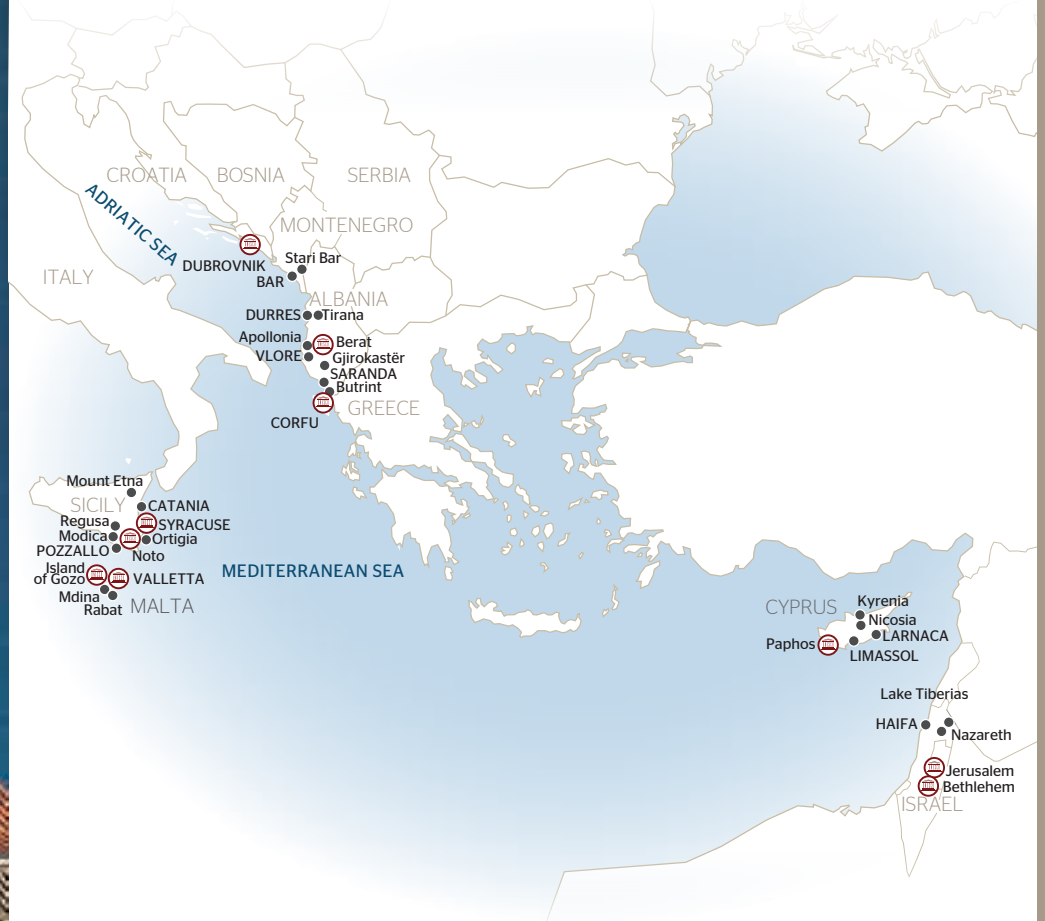 CROATIA
BOSNIA
SERBIA
ADRIATIC SEA
MONTENEGRO
DUBROVNIK
Stari Bar
BAR
ITALY
ALBANIA
DURRES
Tirana
Apollonia
Berat
VLORE
Gjirokastër
SARANDA
Butrint
GREECE
CORFU
Mount Etna
SICILY
CATANIA
Regusa
SYRACUSE
Modica
Ortigia
POZZALLO
Noto
Island
of Gozo
VALLETTA
MEDITERRANEAN SEA
Mdina
Rabat
MALTA
CYPRUS
Kyrenia
Nicosia
LARNACA
Paphos
LIMASSOL
Lake Tiberias
HAIFA
Nazareth
Jerusalem
Bethlehem
ISRAEL